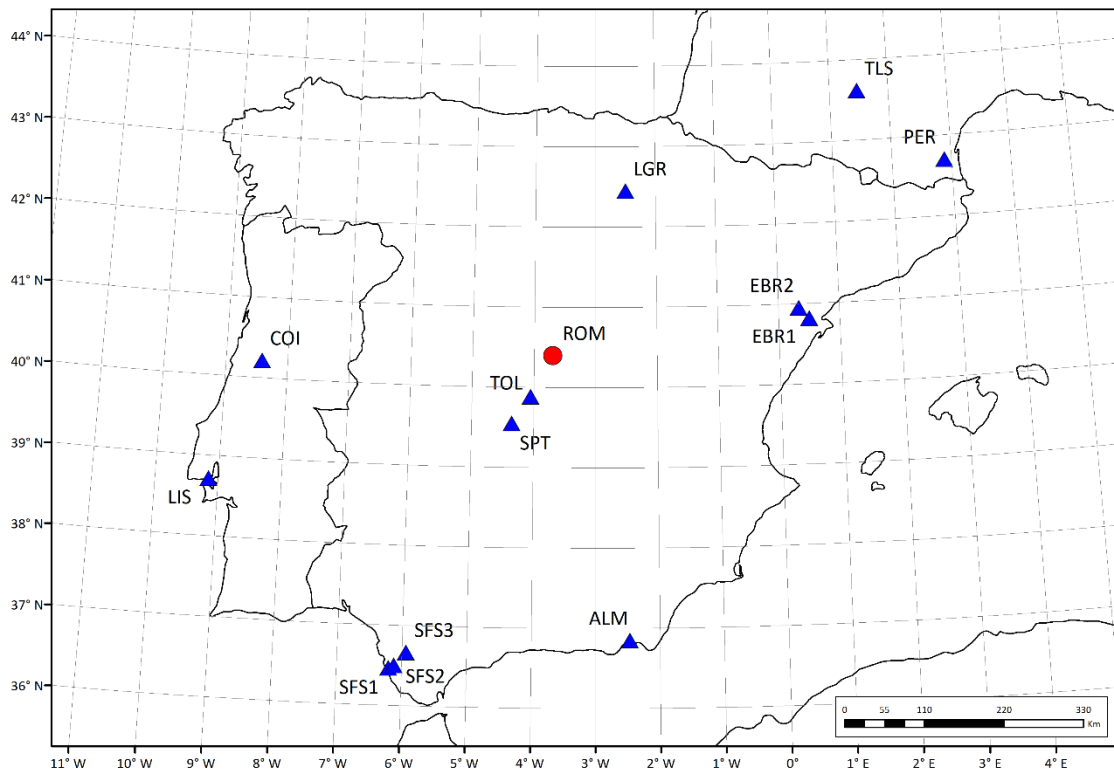 44° N
43° N
42° N
41° N
40° N
39° N
38° N
37° N
36° N
TLS
PER
LGR
EBR2
EBR1
COI
ROM
TOL
SPT
LIS
ALM
SFS3
SFS1
SFS2
0 55 110 220 330
Km
11° W 10° W 9° W 8° W 7° W 6° W 5° W 4° W 3° W 2° W 1° W 0° 1° E 2° E 3° E 4° E